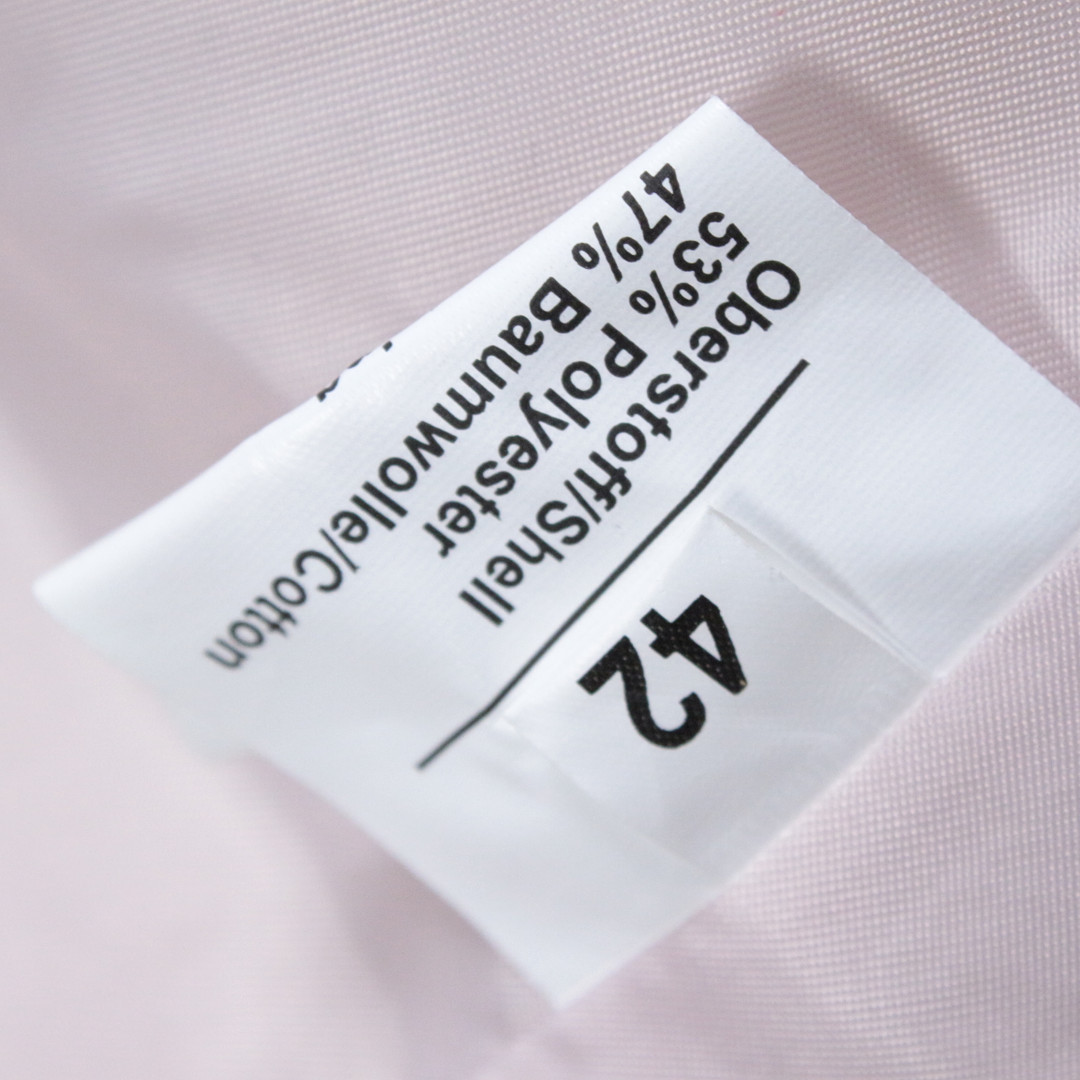 42
Oberstoff/Shell
53% Polyester
47% Baumwolle/Cotton